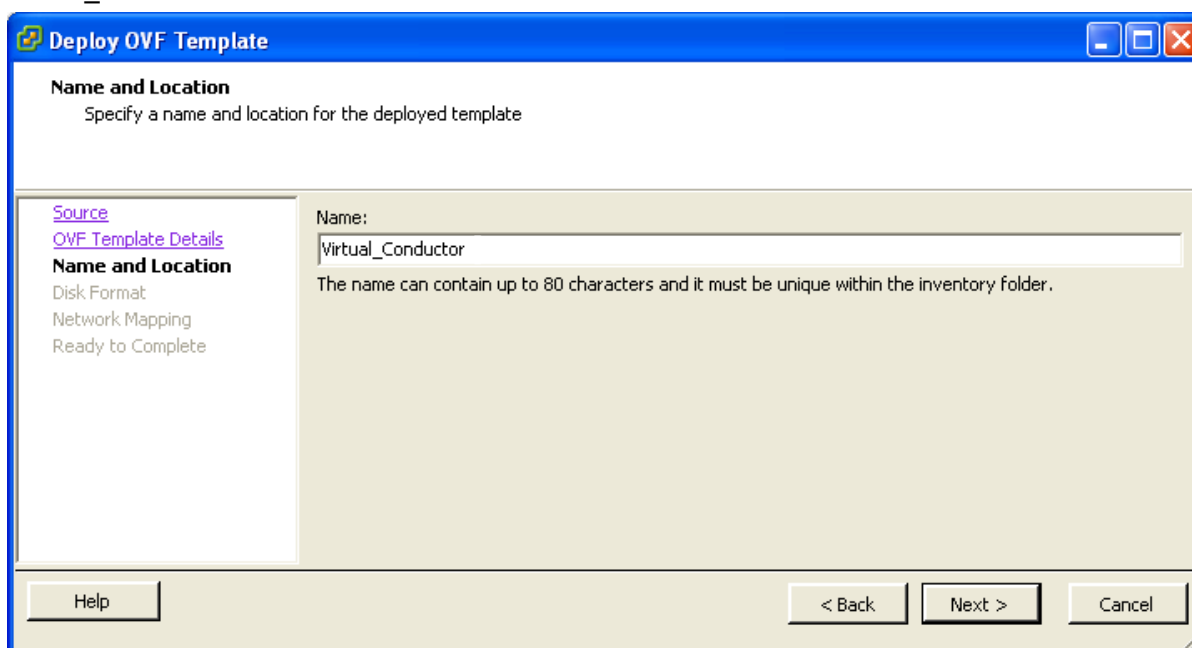 Deploy OVF Template
Name and Location
Specify a name and location for the deployed template
Source
OVF Template Details
Name and Location
Disk Format
Network Mapping
Ready to Complete
Name:
Virtual_Conductor
The name can contain up to 80 characters and it must be unique within the inventory folder.
Help
< Back
Next >
Cancel